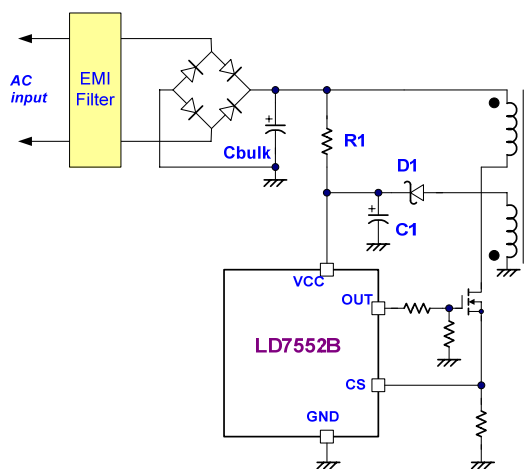 AC
input
EMI
Filter
+
Cbulk
R1
D1
+
C1
VCC
OUT
LD7552B
CS
GND